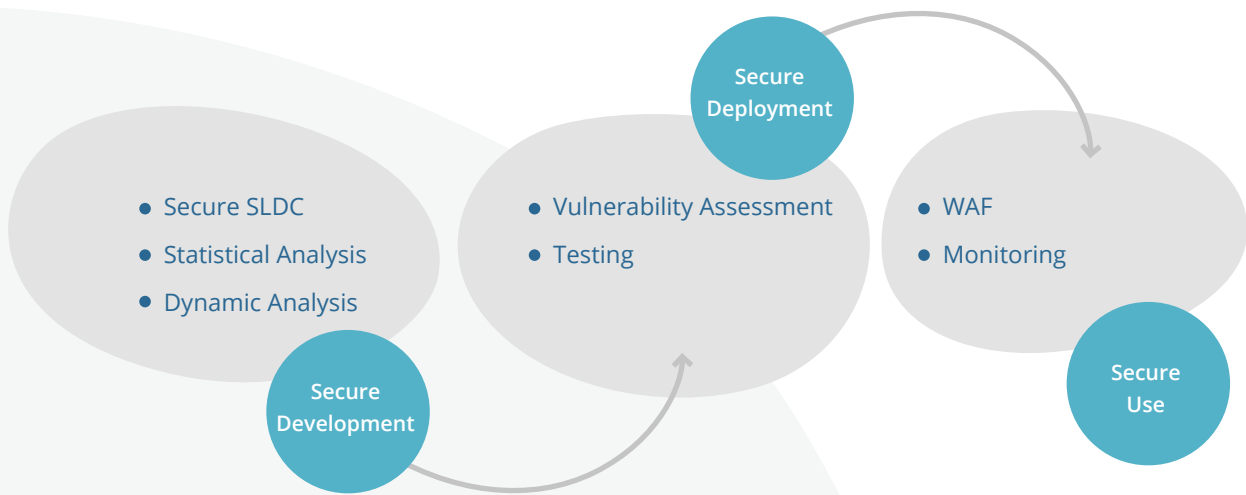 Secure SLDC
Statistical Analysis
Dynamic Analysis
Secure
Development
Secure
Deployment
Vulnerability Assessment
Testing
WAF
Monitoring
Secure
Use